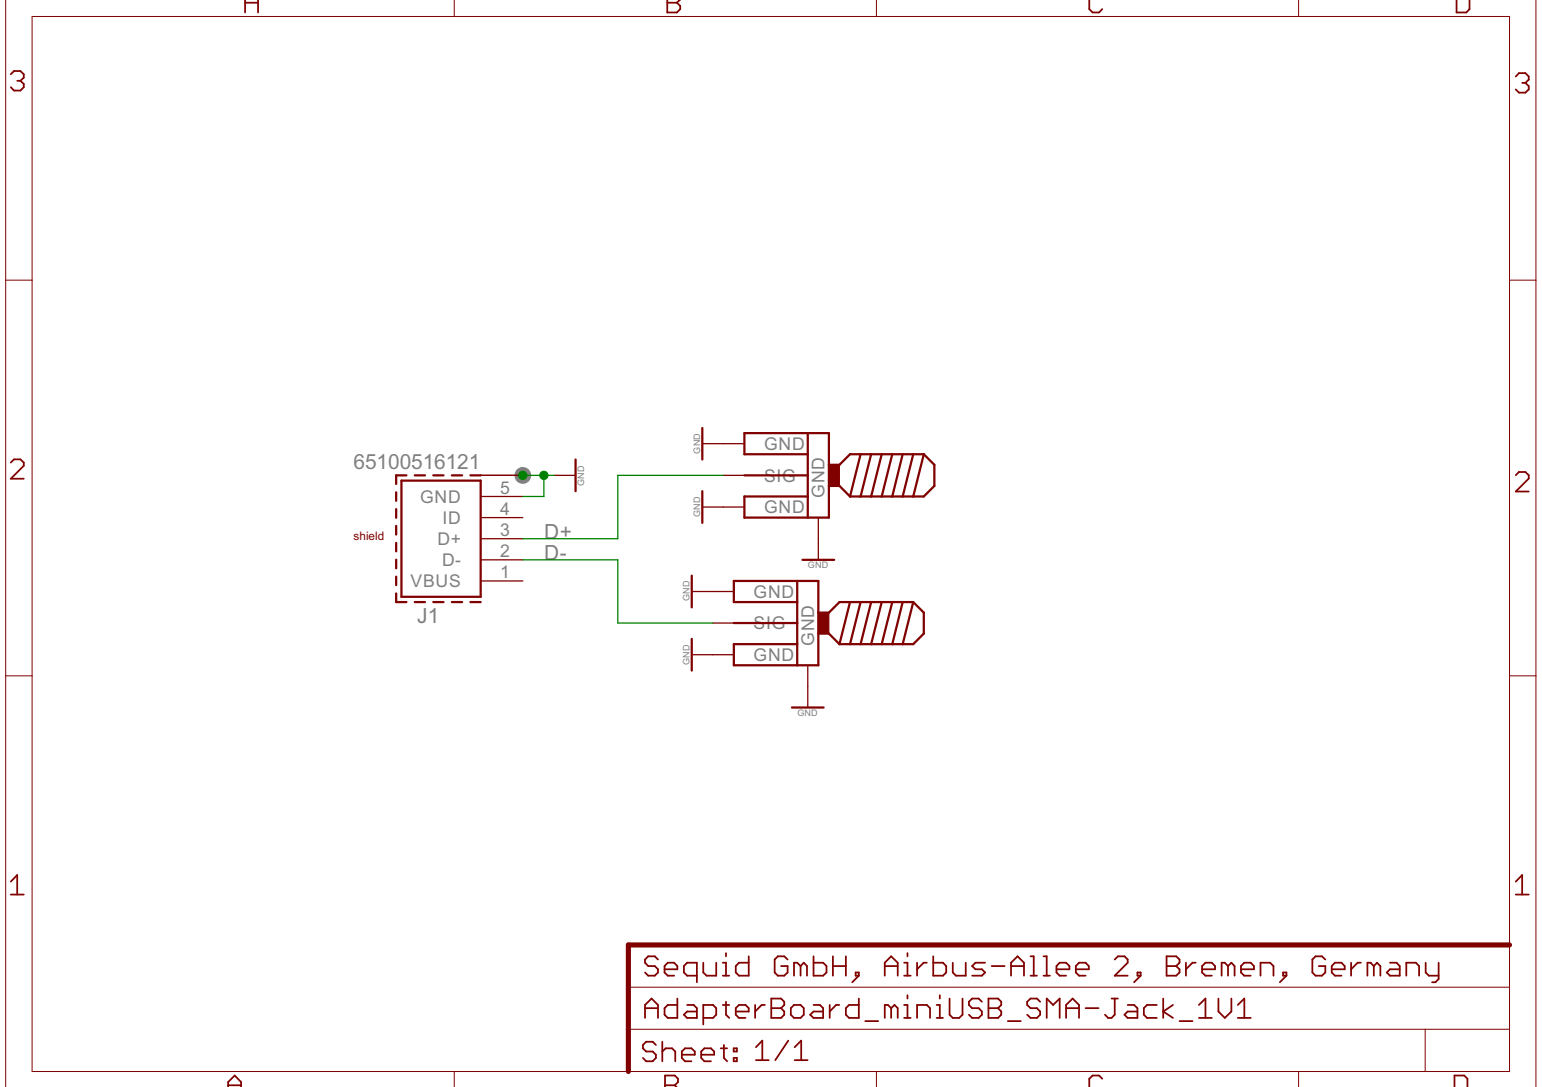 A B C D
3 3
65100516121
GND
5
GND
4
ID
3
D+
D+
2
D-
D-
1
VBUS
shield
J1
GND
GND
SIG
GND
GND
GND
GND
GND
GND
SIG
GND
GND
GND
GND
2 2
1 1
Sequid GmbH, Airbus-Allee 2, Bremen, Germany
AdapterBoard_miniUSB_SMA-Jack_1V1
Sheet: 1/1
A B C D